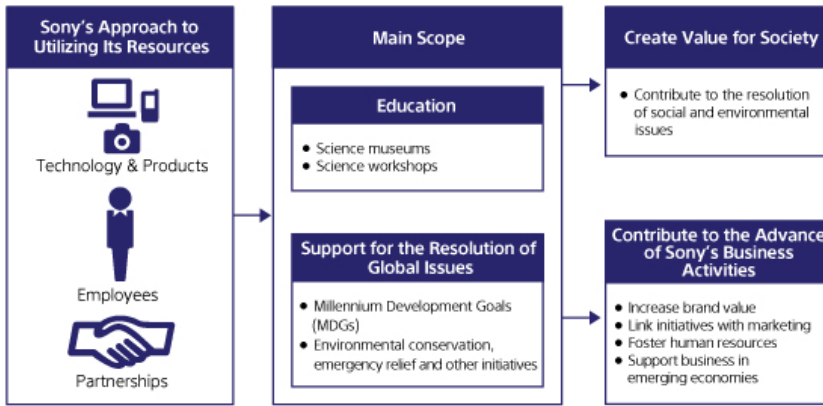 Sony's Approach to
Utilizing Its Resources
Technology & Products
Employees
Partnerships
Main Scope
Education
• Science museums
• Science workshops
Support for the Resolution of
Global Issues
• Millennium Development Goals
(MDGs)
• Environmental conservation,
emergency relief and other initiatives
Create Value for Society
• Contribute to the resolution
of social and environmental
issues
Contribute to the Advance
of Sony's Business
Activities
• Increase brand value
• Link initiatives with marketing
• Foster human resources
• Support business in
emerging economies